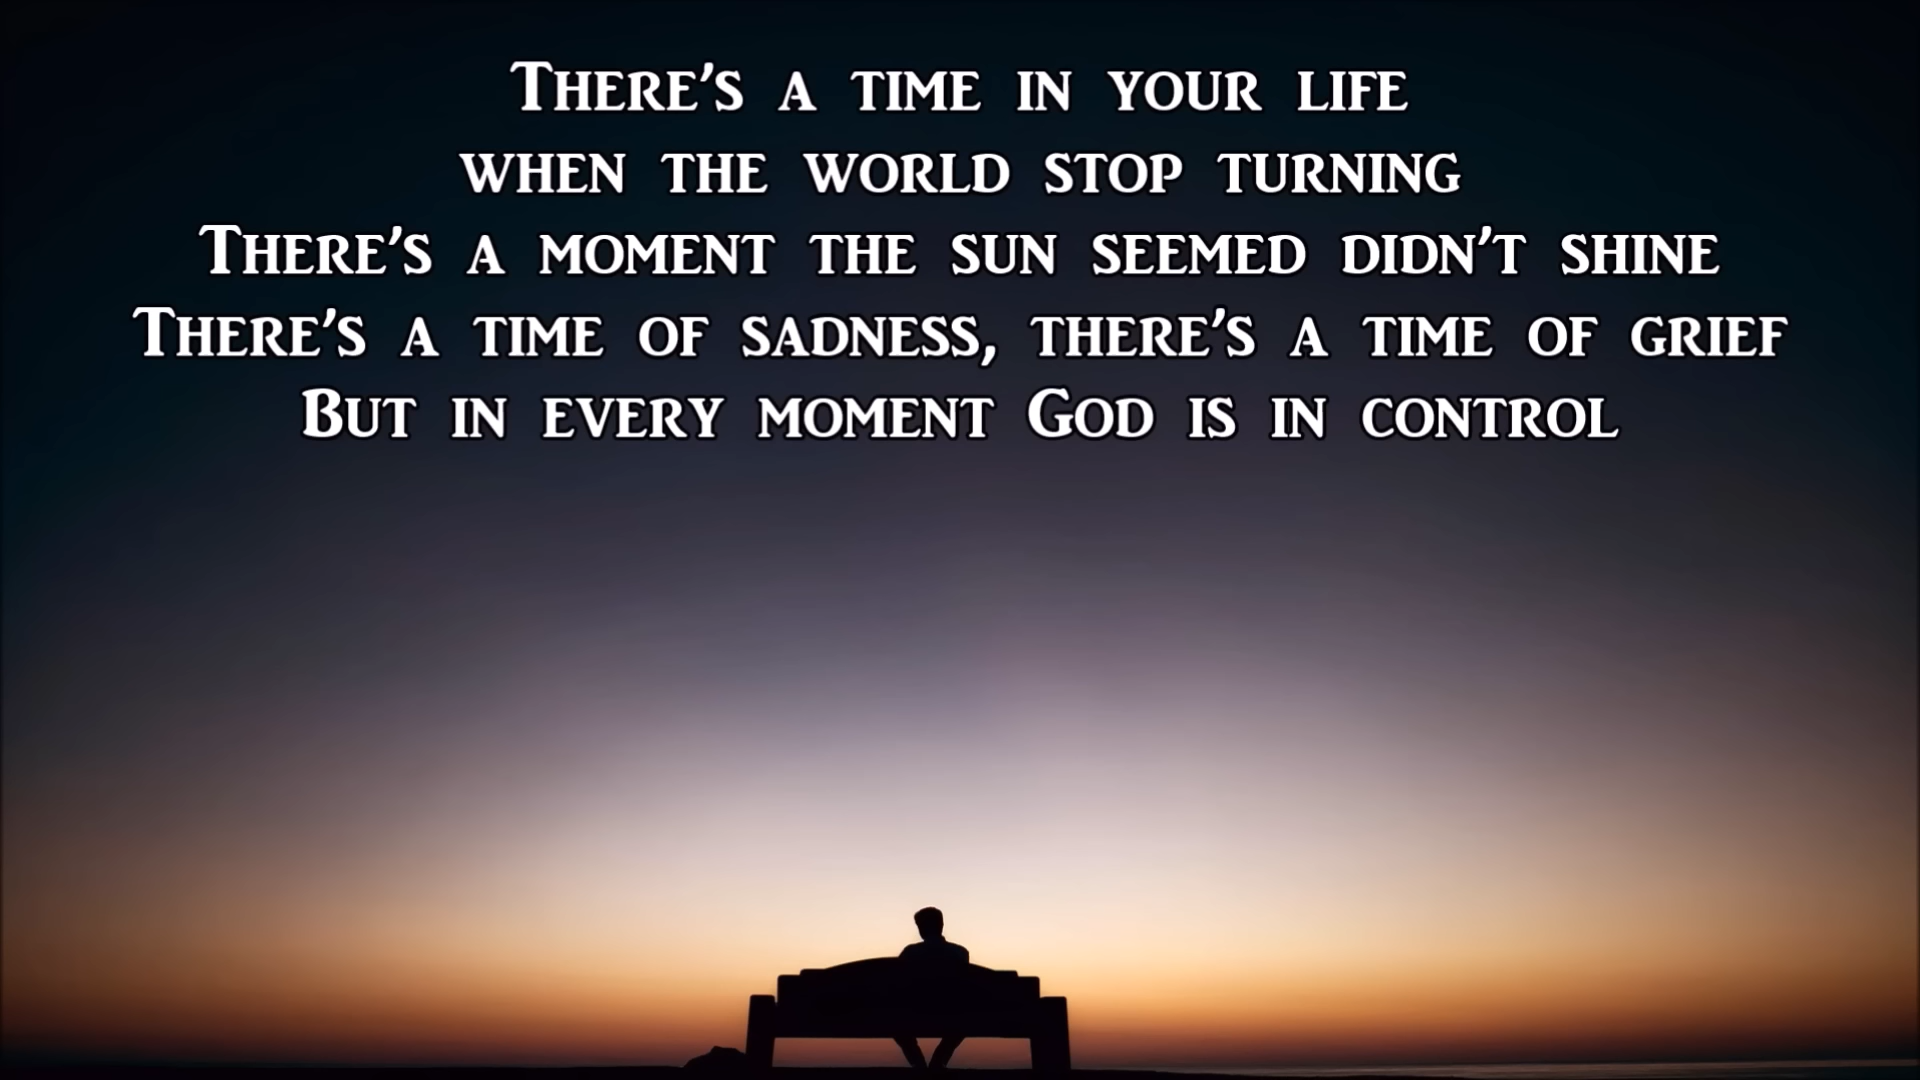 There's a time in your life
when the world stop turning
There's a moment the sun seemed didn't shine
There's a time of sadness, there's a time of grief
But in every moment God is in control